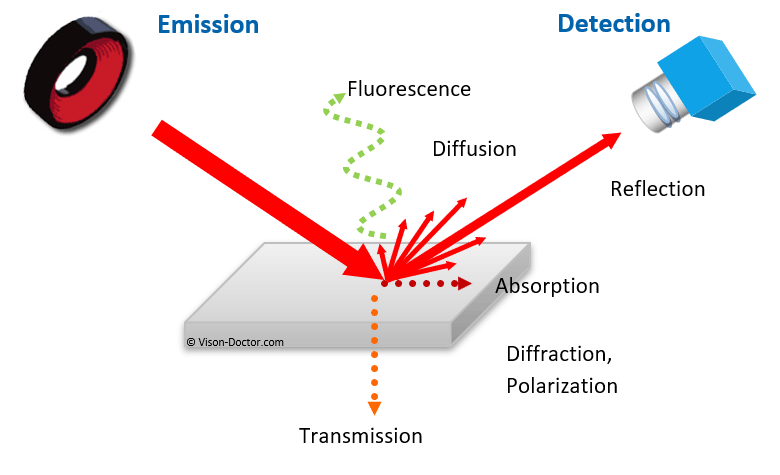 Emission
Detection
Fluorescence
Diffusion
Reflection
Absorption
© Vison-Doctor.com
Diffraction,
Polarization
Transmission